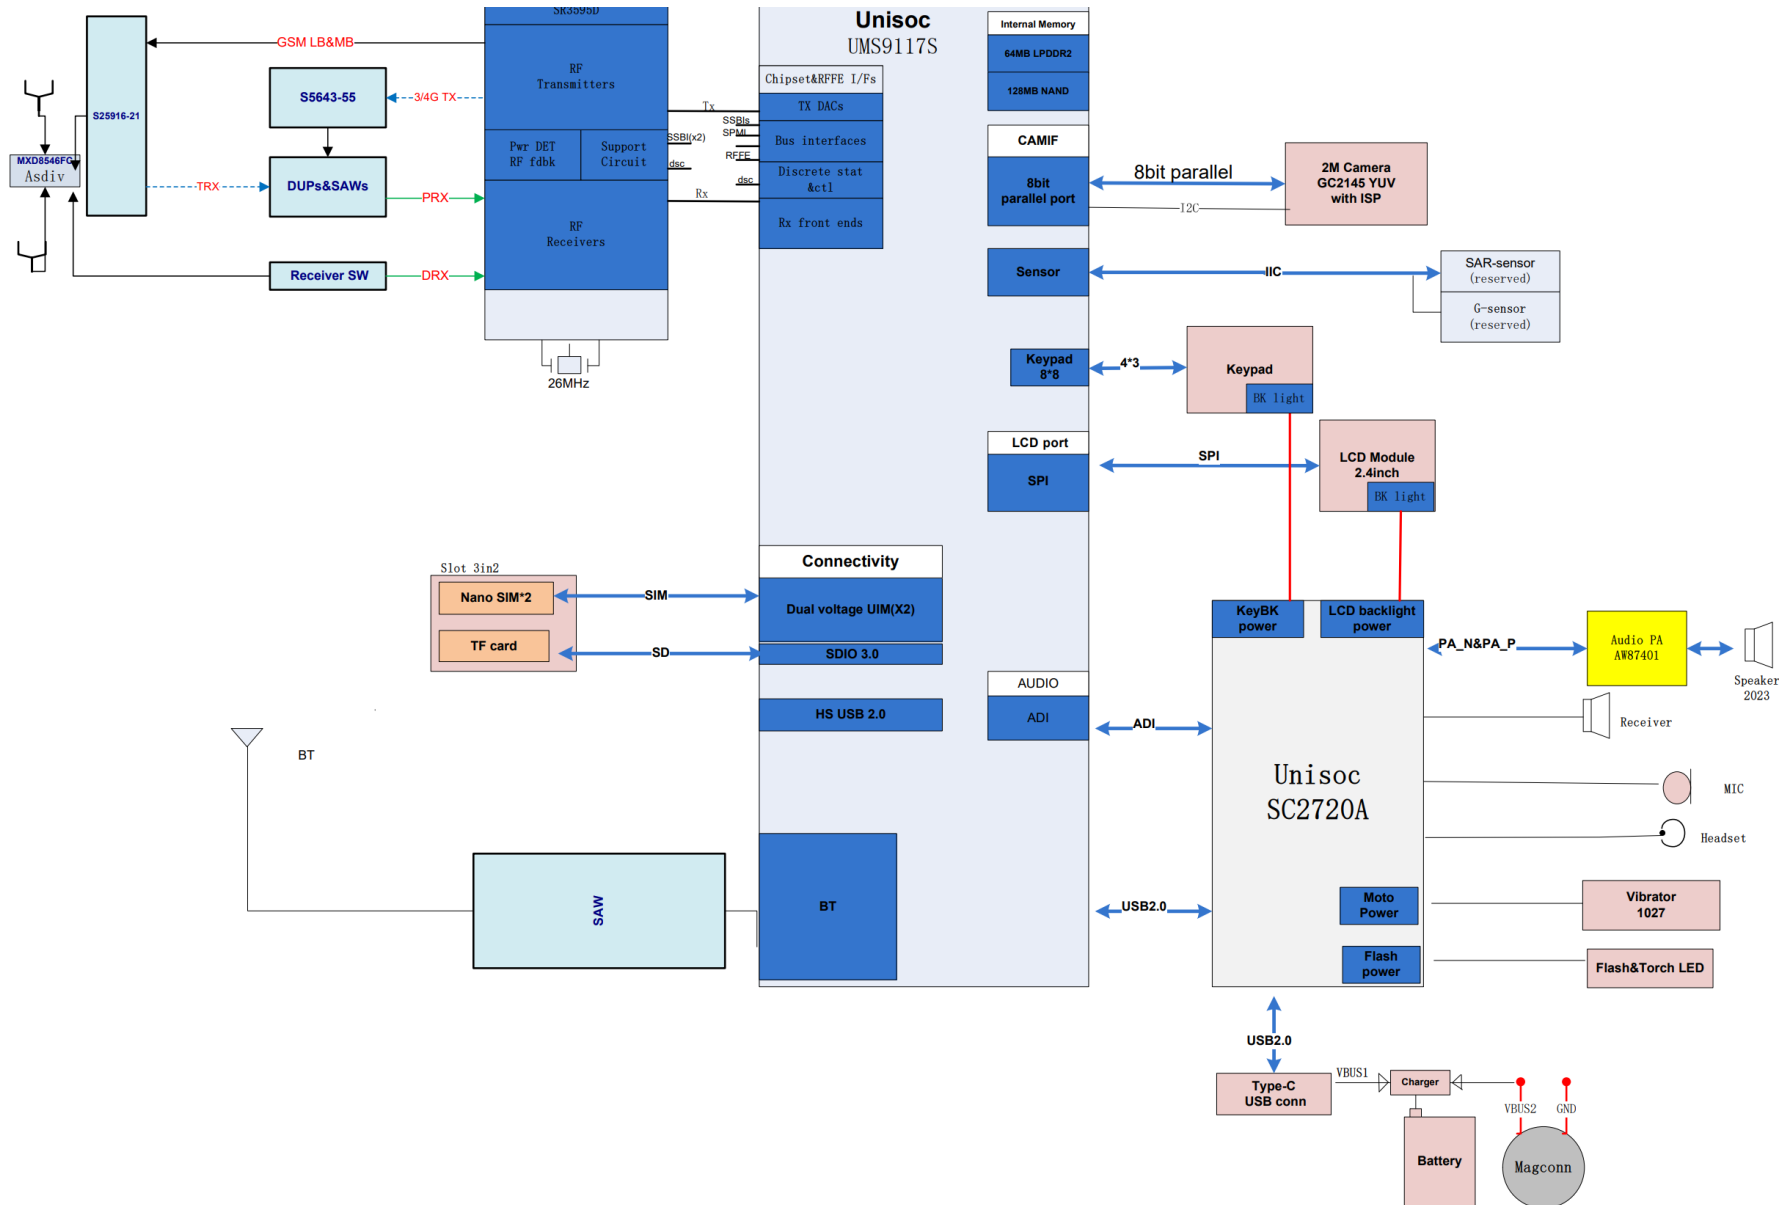 SR3595D
Unisoc
UMS9117S
Internal Memory
64MB LPDDR2
128MB NAND
GSM LB&MB
RF
Transmitters
Chipset&RFFE I/Fs
S5643-55
3/4G TX
Tx
TX DACs
S25916-21
SSBIs
SPMI
SSBI(x2)
Bus interfaces
CAMIF
MXD8546FG
Asdiv
Pwr DET
RF fdbk
Support
Circuit
RFFE
dsc
dsc
Discrete stat
&ctl
8bit
parallel port
8bit parallel
I2C
2M Camera
GC2145 YUV
with ISP
TRX
DUPs&SAWs
PRX
Rx
Rx front ends
RF
Receivers
Receiver SW
DRX
Sensor
IIC
SAR-sensor
(reserved)
G-sensor
(reserved)
26MHz
Keypad
8*8
4*3
Keypad
BK light
LCD port
SPI
SPI
LCD Module
2.4inch
BK light
Connectivity
Slot 3in2
Nano SIM*2
SIM
Dual voltage UIM(X2)
TF card
SD
SDIO 3.0
HS USB 2.0
KeyBK
power
LCD backlight
power
PA_N&PA_P
Audio PA
AW87401
Speaker
2023
AUDIO
ADI
ADI
Receiver
BT
Unisoc
SC2720A
MIC
Headset
SAW
BT
USB2.0
Moto
Power
Vibrator
1027
Flash
power
Flash&Torch LED
USB2.0
Type-C
USB conn
VBUS1
Charger
VBUS2
GND
Battery
Magconn